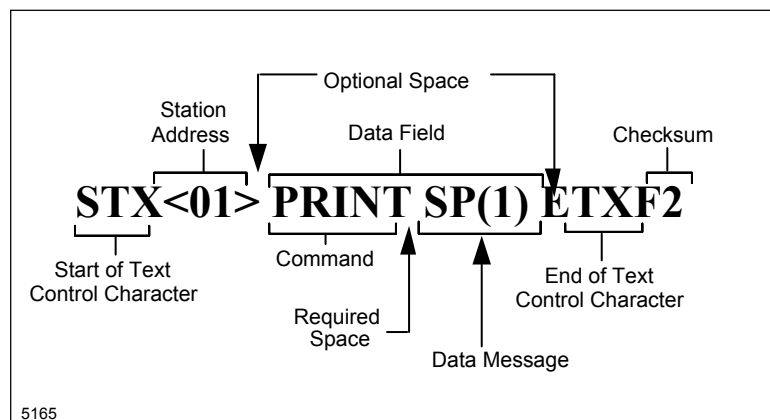 Optional Space
Station
Address
Data Field
Checksum
STX<01> PRINT SP(1) ETXF2
Start of Text
Control Character
Command
End of Text
Control Character
Required
Space
Data Message
5165